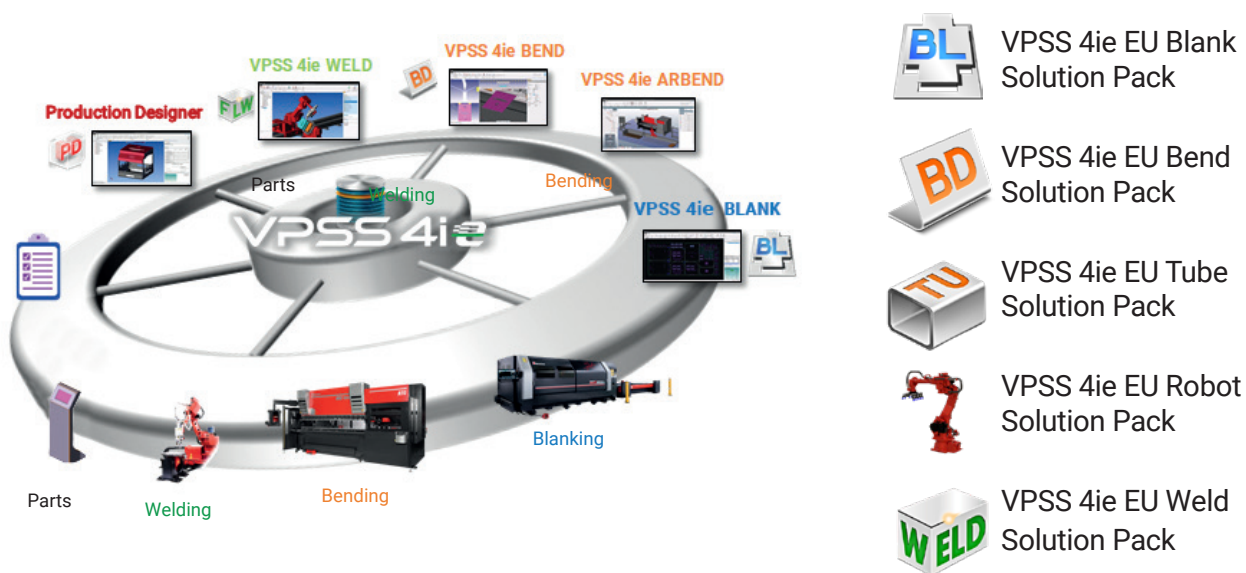 VPSS 4ie BEND
VPSS 4ie WELD
BD
VPSS 4ie ARBEND
FLW
Production Designer
PD
Parts
Welding
Bending
VPSS 4ie BLANK
VPSS 4ie
BL
Blanking
Parts
Welding
Bending
BL
VPSS 4ie EU Blank
Solution Pack
BD
VPSS 4ie EU Bend
Solution Pack
TU
VPSS 4ie EU Tube
Solution Pack
VPSS 4ie EU Robot
Solution Pack
WELD
VPSS 4ie EU Weld
Solution Pack